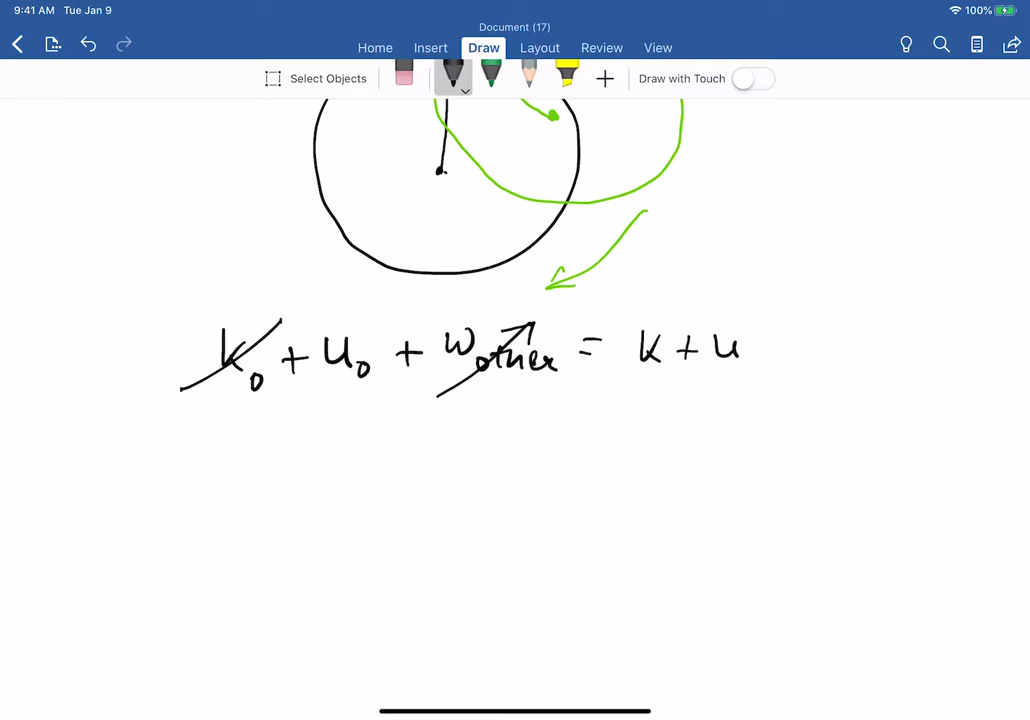 9:41 AM Tue Jan 9
100%
Document (17)
Home Insert Draw Layout Review View
Select Objects
Draw with Touch
K₀ + U₀ + Wother = K + U